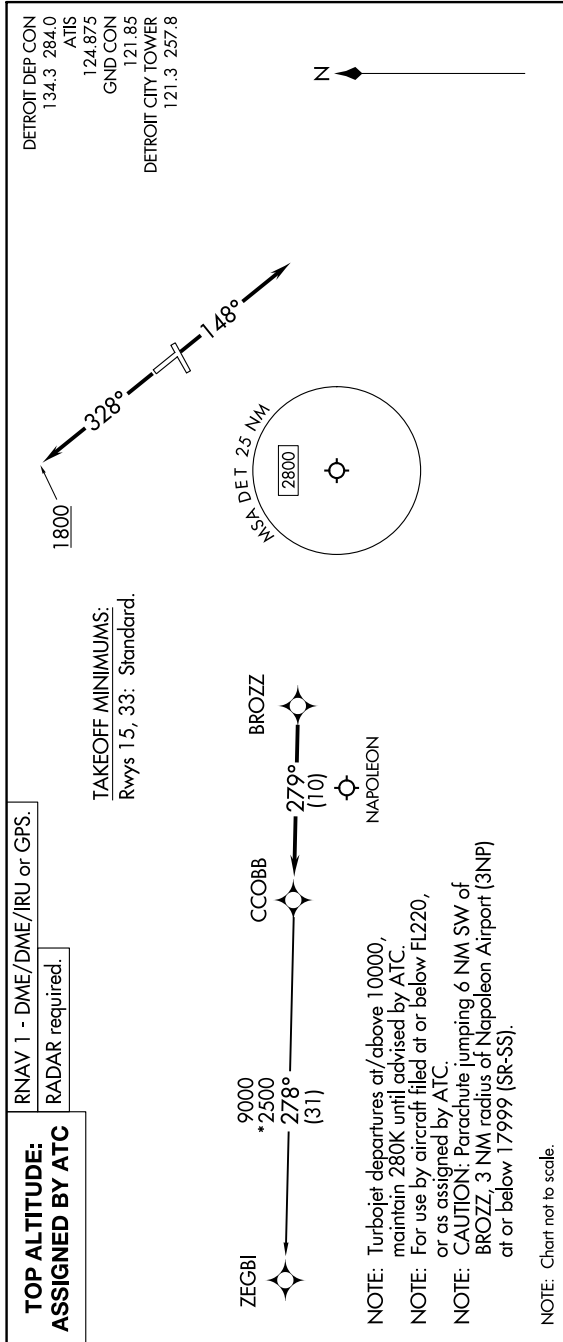 TOP ALTITUDE:
ASSIGNED BY ATC
RNAV 1 - DME/DME/IRU or GPS.
RADAR required.
DETROIT DEP CON
134.3 284.0
ATIS
124.875
GND CON
121.85
DETROIT CITY TOWER
121.3 257.8
TAKEOFF MINIMUMS:
Rwys 15, 33: Standard.
1800
328°
148°
N
MSA DET 25 NM
2800
ZEGBI
9000
*2500
278°
(31)
CCOBB
279°
(10)
BROZZ
NAPOLEON
NOTE: Turbojet departures at/above 10000,
maintain 280K until advised by ATC.
NOTE: For use by aircraft filed at or below FL220,
or as assigned by ATC.
NOTE: CAUTION: Parachute jumping 6 NM SW of
BROZZ, 3 NM radius of Napoleon Airport (3NP)
at or below 17999 (SR-SS).
NOTE: Chart not to scale.